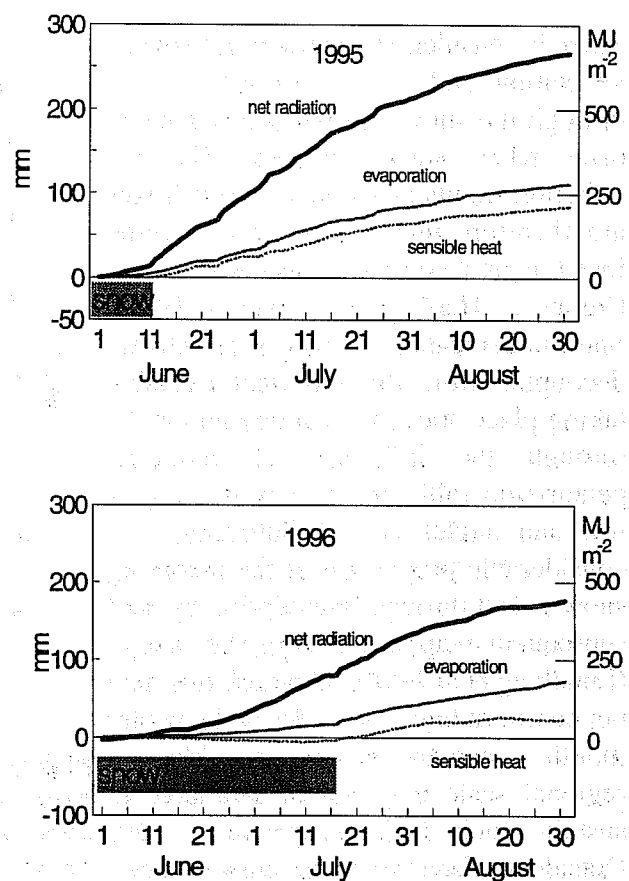 300
MJ
m-2
1995
200
net radiation
500
mm
evaporation
100
250
sensible heat
0
0
snow
-50
1 11 21 1 11 21 31 10 20 30
June July August
300
MJ
m-2
1996
200
500
net radiation
mm
100
evaporation
250
0
0
sensible heat
snow
-100
1 11 21 1 11 21 31 10 20 30
June July August